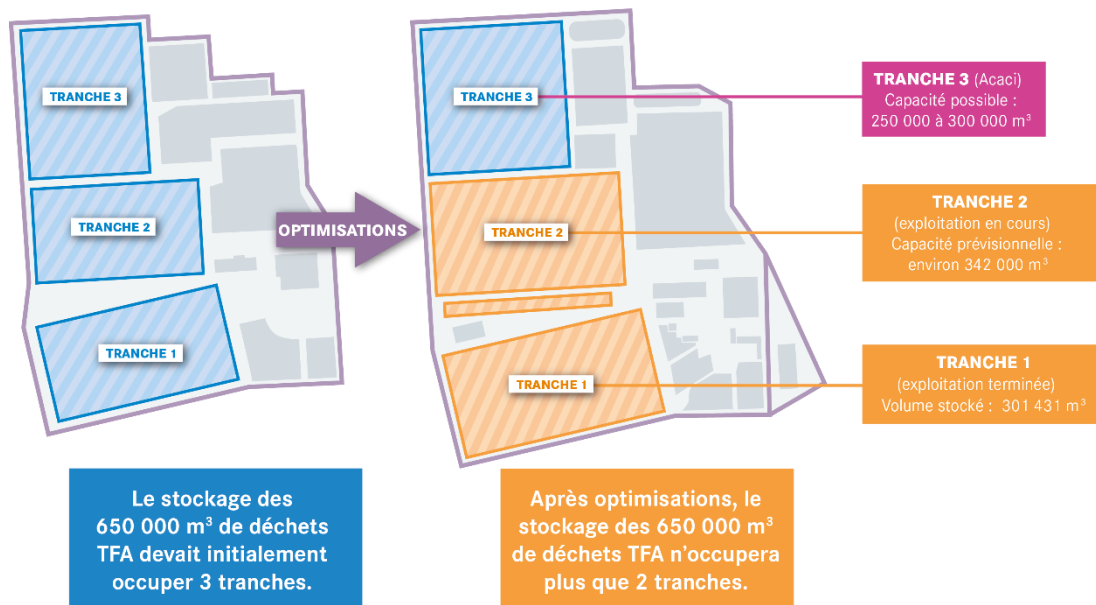 TRANCHE 3
TRANCHE 2
TRANCHE 1
OPTIMISATIONS
TRANCHE 3
TRANCHE 2
TRANCHE 1
TRANCHE 3 (Acaci)
Capacité possible :
250 000 à 300 000 m³
TRANCHE 2
(exploitation en cours)
Capacité prévisionnelle :
environ 342 000 m³
TRANCHE 1
(exploitation terminée)
Volume stocké : 301 431 m³
Le stockage des
650 000 m³ de déchets
TFA devait initialement
occuper 3 tranches.
Après optimisations, le
stockage des 650 000 m³
de déchets TFA n’occupera
plus que 2 tranches.